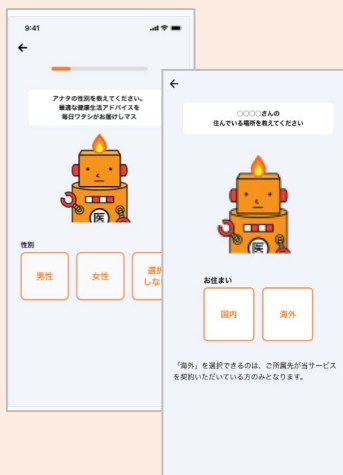 9:41
アナタの性別を教えてください。
最適な健康生活アドバイスを
毎日ワタシがお届けしマス
医
性別
男性
女性
選択
しな
〇〇〇〇さんの
住んでいる場所を教えてください
医
お住まい
国内
海外
「海外」を選択できるのは、ご所属先が当サービス
を契約いただいている方のみとなります。